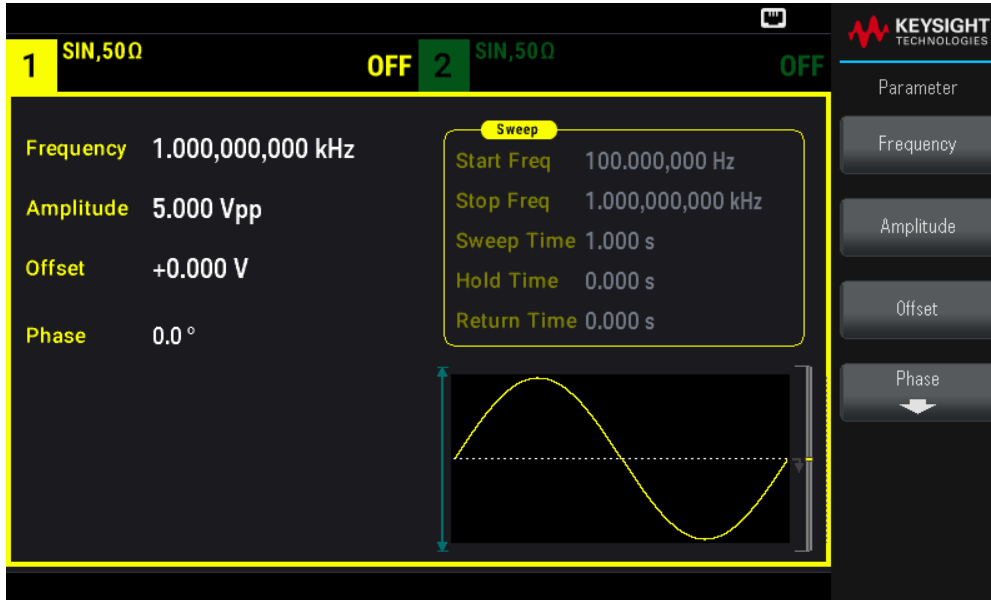 KEYSIGHT
TECHNOLOGIES
1 SIN,50Ω OFF 2 SIN,50Ω OFF
Parameter
Frequency 1.000,000,000 kHz
Amplitude 5.000 Vpp
Offset +0.000 V
Phase 0.0 °
Sweep
Start Freq 100.000,000 Hz
Stop Freq 1.000,000,000 kHz
Sweep Time 1.000 s
Hold Time 0.000 s
Return Time 0.000 s
Frequency
Amplitude
Offset
Phase